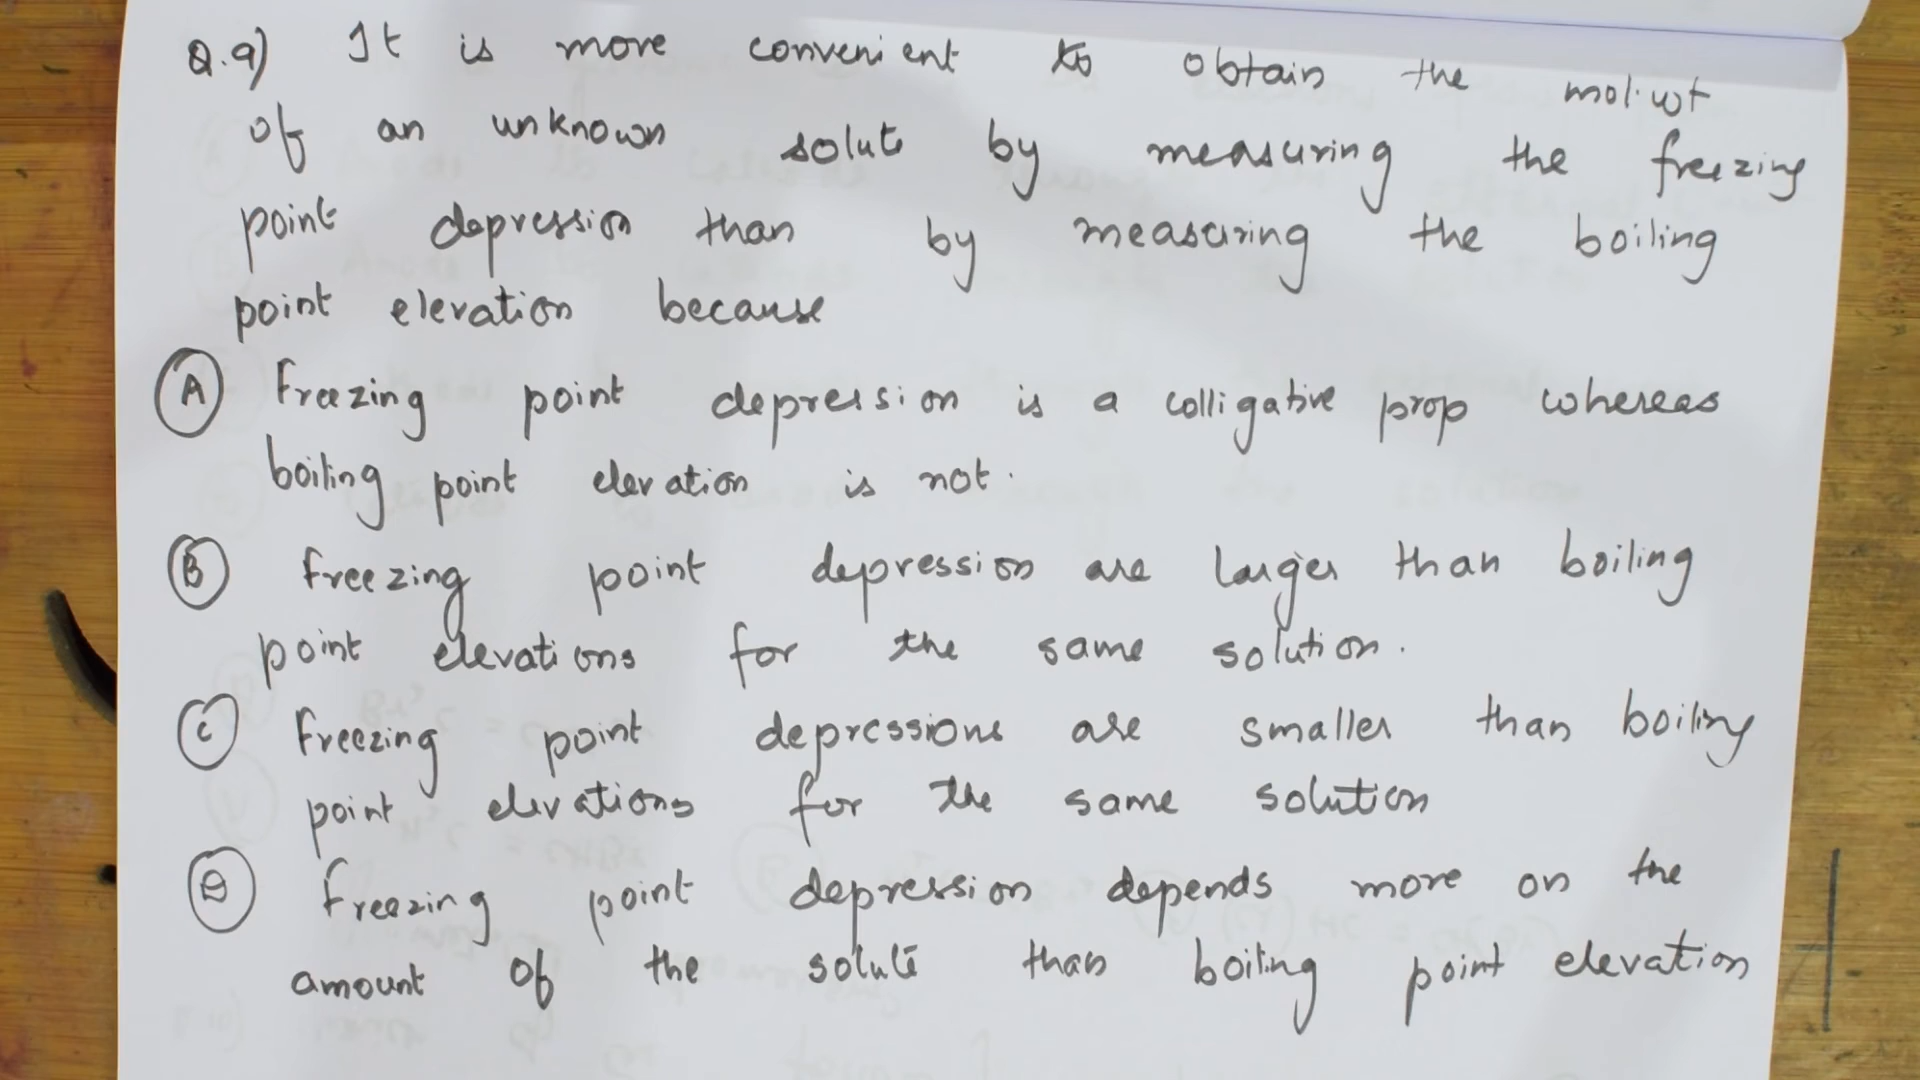 Q.9) It is more convenient to obtain the mol.wt
of an unknown solute by measuring the freezing
point depression than by measuring the boiling
point elevation because
A Freezing point depression is a colligative prop whereas
boiling point elevation is not.
B freezing point depression are larger than boiling
point elevations for the same solution.
C Freezing point depressions are smaller than boiling
point elevations for the same solution
D freezing point depression depends more on the
amount of the solute than boiling point elevation